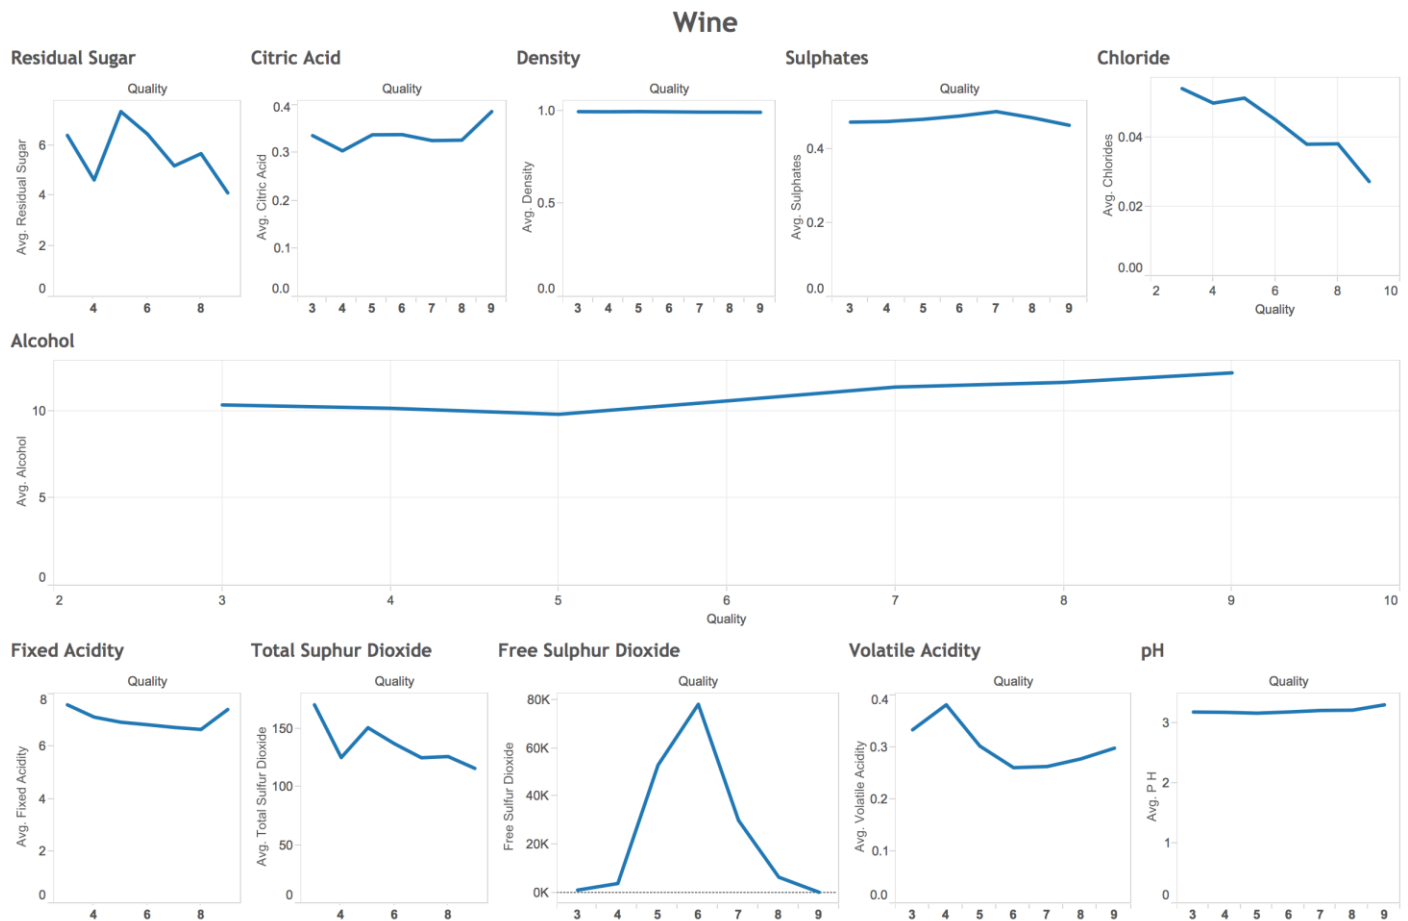 Wine
Residual Sugar
Quality
Avg. Residual Sugar
6
4
2
0
4 6 8
Citric Acid
Quality
Avg. Citric Acid
0.4
0.3
0.2
0.1
0.0
3 4 5 6 7 8 9
Density
Quality
Avg. Density
1.0
0.5
0.0
3 4 5 6 7 8 9
Sulphates
Quality
Avg. Sulphates
0.4
0.2
0.0
3 4 5 6 7 8 9
Chloride
Avg. Chlorides
0.04
0.02
0.00
2 4 6 8 10
Quality
Alcohol
Avg. Alcohol
10
5
0
2 3 4 5 6 7 8 9 10
Quality
Fixed Acidity
Quality
Avg. Fixed Acidity
8
6
4
2
0
4 6 8
Total Suphur Dioxide
Quality
Avg. Total Sulfur Dioxide
150
100
50
0
4 6 8
Free Sulphur Dioxide
Quality
Free Sulfur Dioxide
80K
60K
40K
20K
0K
3 4 5 6 7 8 9
Volatile Acidity
Quality
Avg. Volatile Acidity
0.4
0.3
0.2
0.1
0.0
3 4 5 6 7 8 9
pH
Quality
Avg. P H
3
2
1
0
3 4 5 6 7 8 9